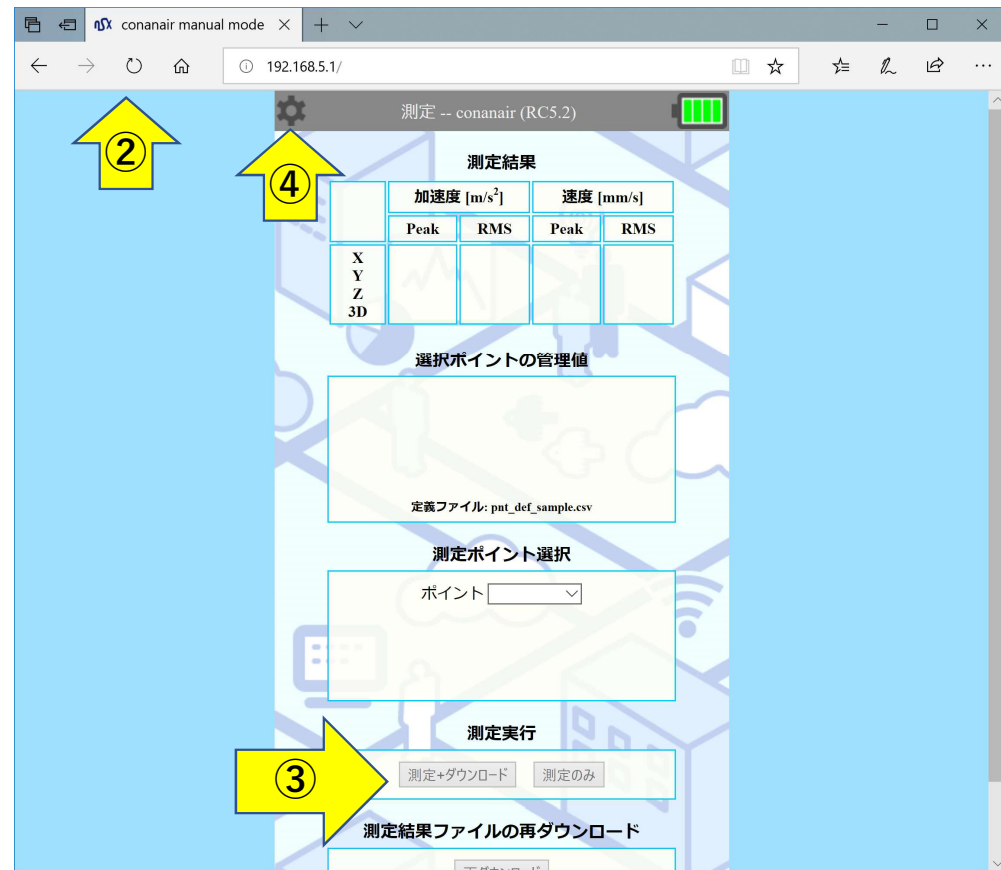 conanair manual mode
192.168.5.1/
②
④
測定 -- conanair (RC5.2)
測定結果
加速度 [m/s²] 速度 [mm/s]
Peak RMS Peak RMS
X
Y
Z
3D
選択ポイントの管理値
定義ファイル: pnt_def_sample.csv
測定ポイント選択
ポイント
測定実行
③
測定+ダウンロード 測定のみ
測定結果ファイルの再ダウンロード